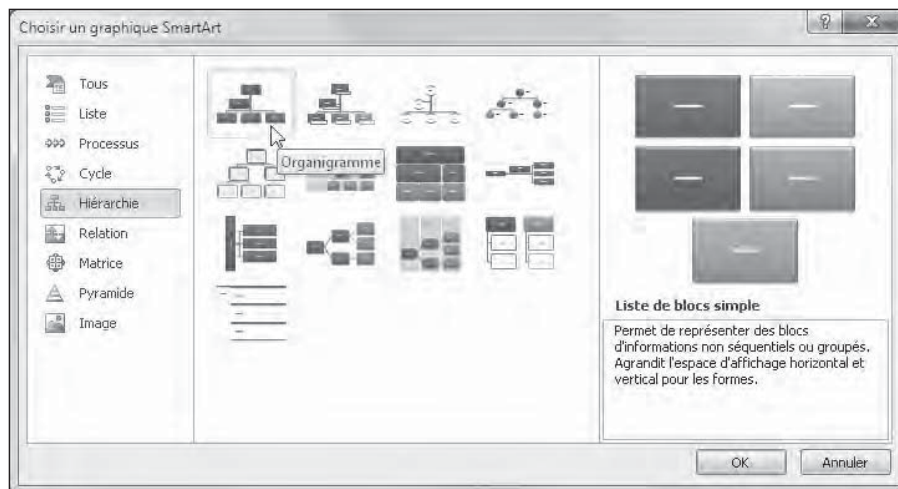 Choisir un graphique SmartArt
Tous
Liste
Processus
Cycle
Hiérarchie
Relation
Matrice
Pyramide
Image
Organigramme
Liste de blocs simple
Permet de représenter des blocs
d'informations non séquentiels ou groupés.
Agrandit l'espace d'affichage horizontal et
vertical pour les formes.
OK
Annuler